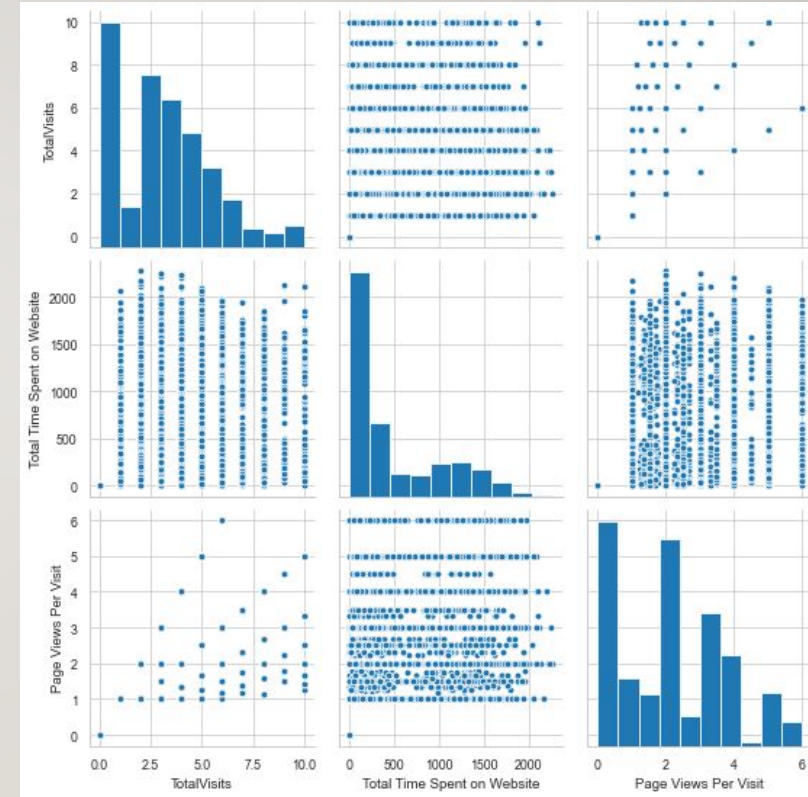 10
8
6
4
2
0
TotalVisits
2000
1500
1000
500
0
Total Time Spent on Website
6
5
4
3
2
1
0
Page Views Per Visit
0.0 2.5 5.0 7.5 10.0
TotalVisits
0 500 1000 1500 2000
Total Time Spent on Website
0 2 4 6
Page Views Per Visit